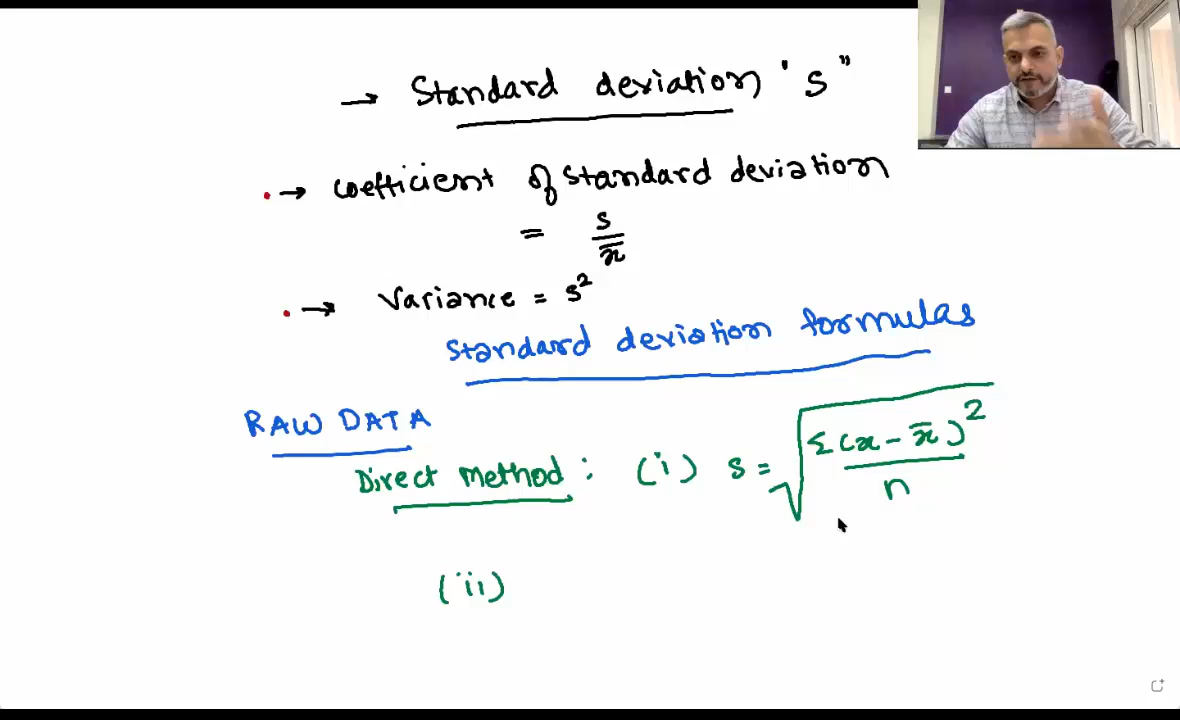 → Standard deviation "s"
• → coefficient of standard deviation
= s/x̄
• → Variance = s²
Standard deviation formulas
RAW DATA
Direct method : (i) s = √(Σ(x - x̄)²/n)
(ii)